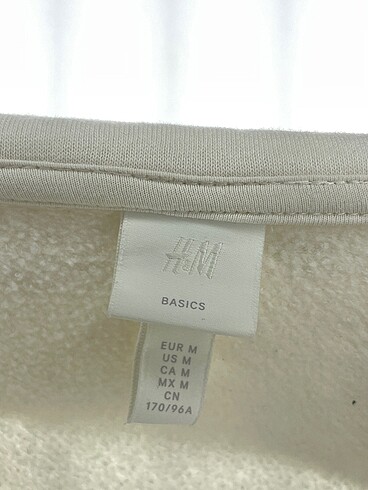 H&M
BASICS
EUR M
US M
CA M
MX M
CN
170/96A